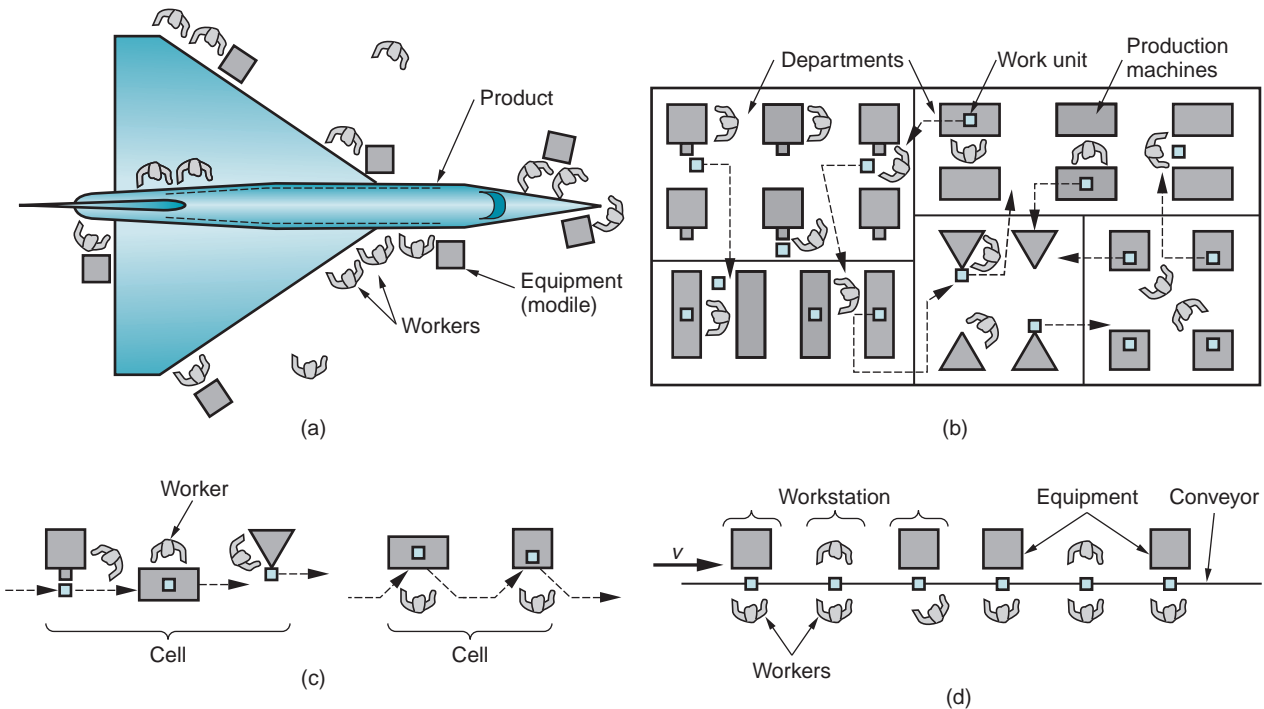 Product
Equipment
(modile)
Workers
(a)
Departments
Work unit
Production
machines
(b)
Worker
Cell
Cell
(c)
Workstation
Equipment
Conveyor
v
Workers
(d)